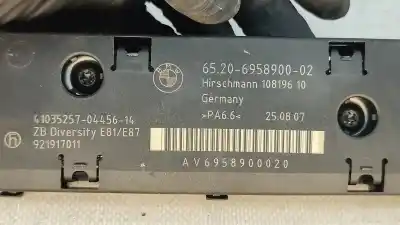 65.20-6958900-02
Hirschmann 108196 10
Germany
>PA6.6< 25.08.07
41035257-04456-14
ZB Diversity E81/E87
921917011
AV6958900020